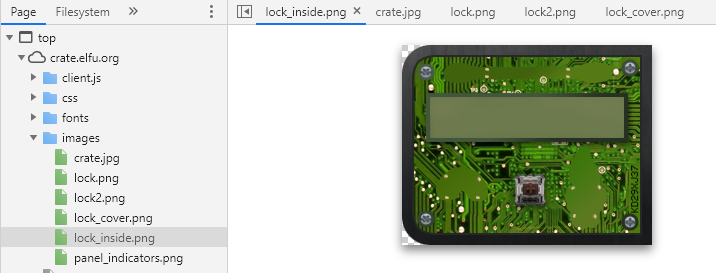 Page
Filesystem
»
top
crate.elfu.org
client.js
css
fonts
images
crate.jpg
lock.png
lock2.png
lock_cover.png
lock_inside.png
panel_indicators.png
lock_inside.png ×
crate.jpg
lock.png
lock2.png
lock_cover.png
KD29XJ37